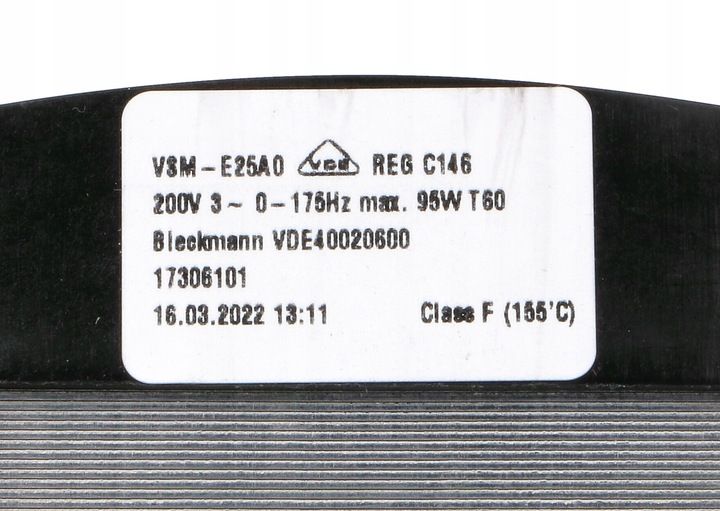 VSM-E25A0 VDE REG C146
200V 3~ 0-175Hz max. 95W T60
Bleckmann VDE40020600
17306101
16.03.2022 13:11 Class F (155'C)